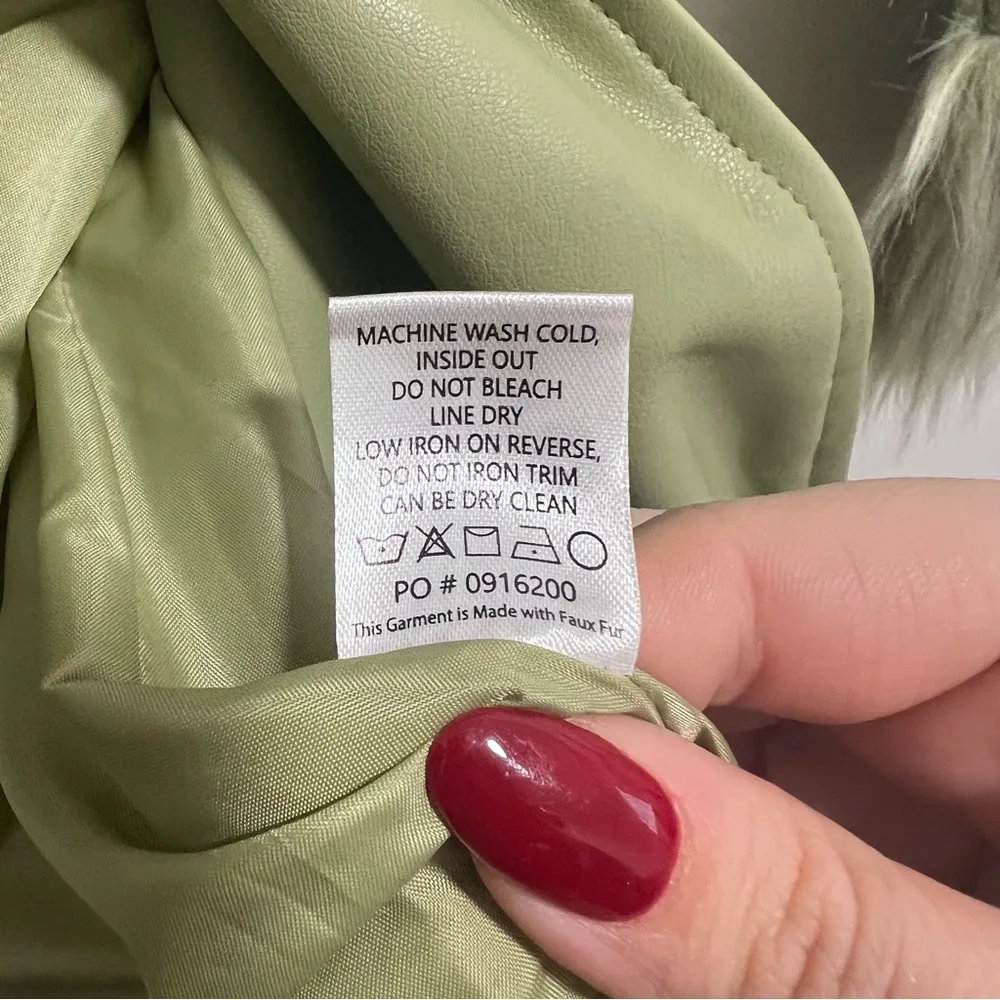 MACHINE WASH COLD,
INSIDE OUT
DO NOT BLEACH
LINE DRY
LOW IRON ON REVERSE,
DO NOT IRON TRIM
CAN BE DRY CLEAN
PO # 0916200
This Garment is Made with Faux Fur